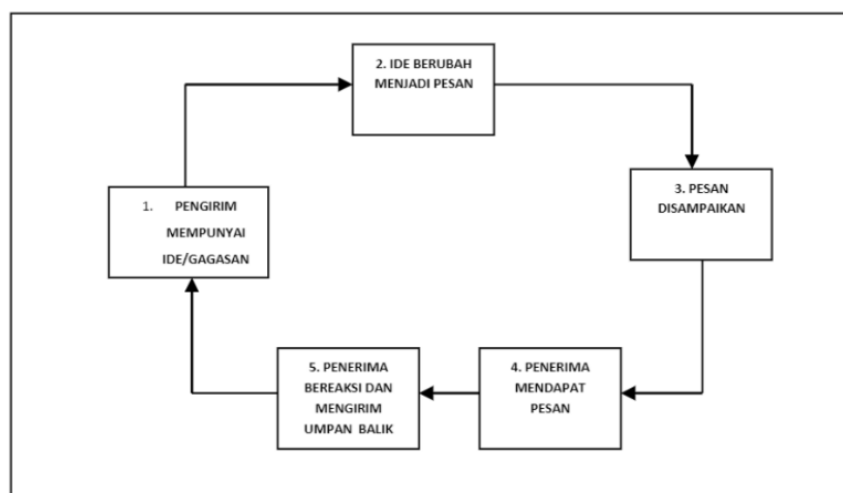 1. PENGIRIM
MEMPUNYAI
IDE/GAGASAN
2. IDE BERUBAH
MENJADI PESAN
3. PESAN
DISAMPAIKAN
4. PENERIMA
MENDAPAT
PESAN
5. PENERIMA
BEREAKSI DAN
MENGIRIM
UMPAN BALIK